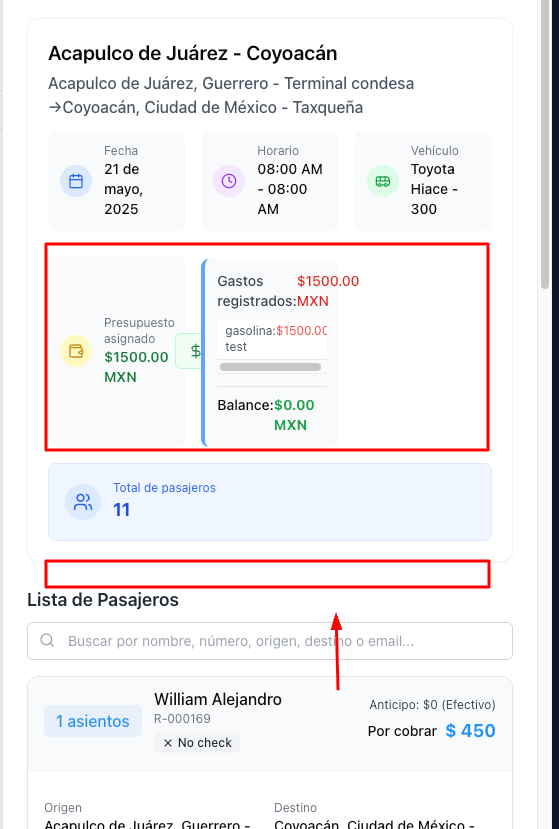 Acapulco de Juárez - Coyoacán
Acapulco de Juárez, Guerrero - Terminal condesa
→Coyoacán, Ciudad de México - Taxqueña
Fecha
21 de
mayo,
2025
Horario
08:00 AM
- 08:00
AM
Vehículo
Toyota
Hiace -
300
Presupuesto
asignado
$1500.00
MXN
$
Gastos
registrados:
$1500.00
MXN
gasolina:$1500.00
test
Balance:$0.00
MXN
Total de pasajeros
11
Lista de Pasajeros
Buscar por nombre, número, origen, destino o email...
1 asientos
William Alejandro
R-000169
× No check
Anticipo: $0 (Efectivo)
Por cobrar $ 450
Origen
Acapulco de Juárez, Guerrero -
Destino
Coyoacán, Ciudad de México -